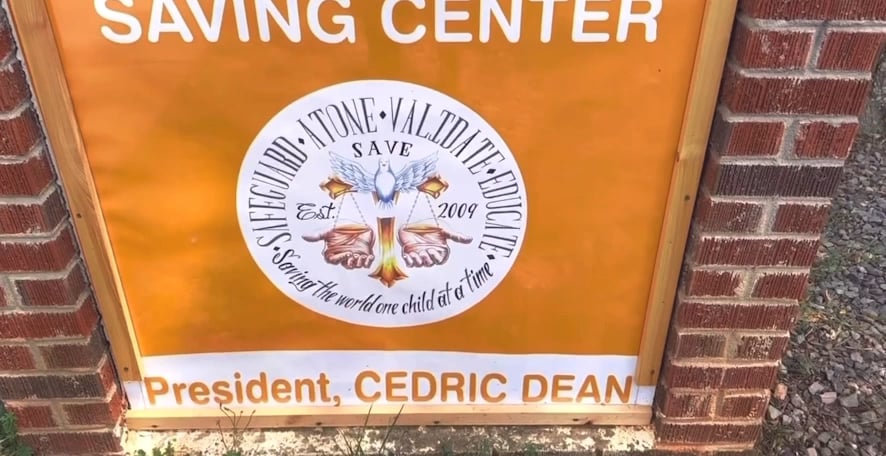 SAVING CENTER
SAFEGUARD • ATONE • VALIDATE • EDUCATE
SAVE
Est. 2009
• Saving the world one child at a time •
President, CEDRIC DEAN